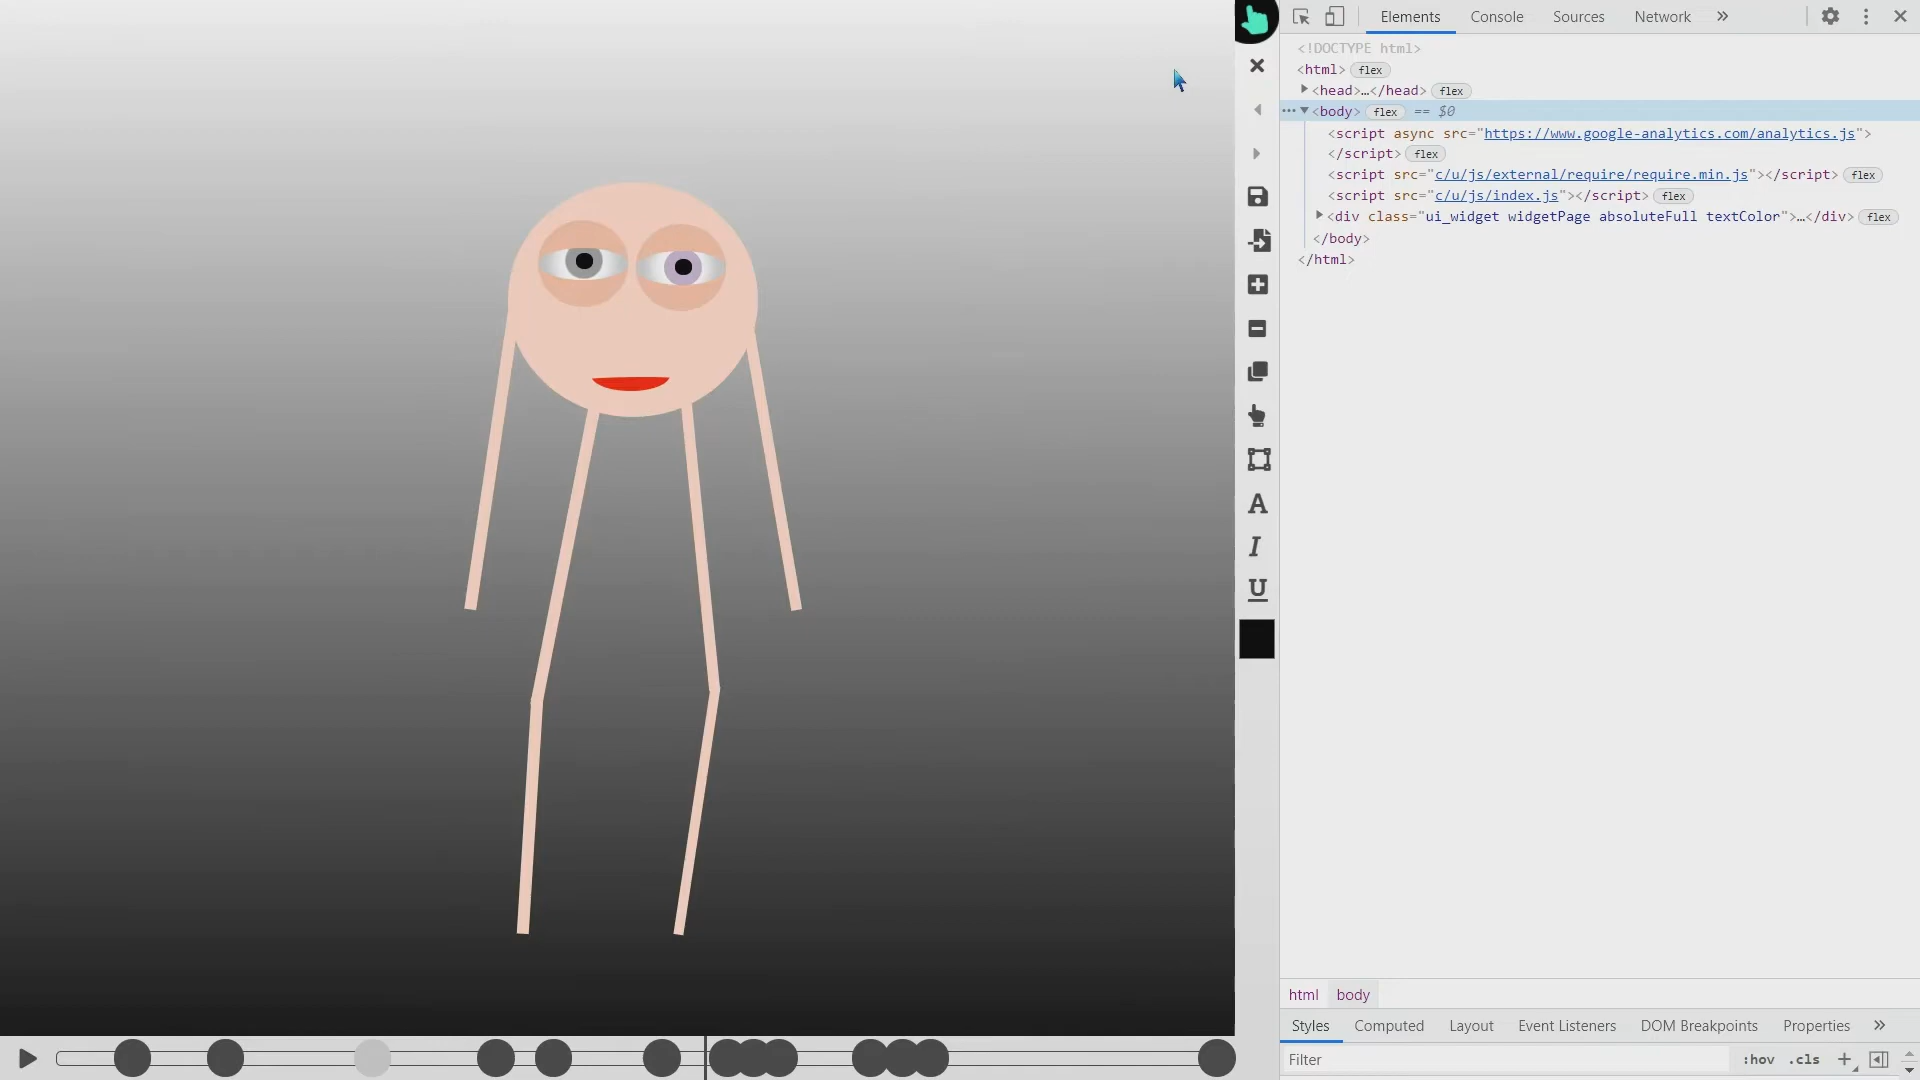 Elements Console Sources Network »
<!DOCTYPE html>
<html> flex
<head>…</head> flex
… <body> flex == $0
<script async src="https://www.google-analytics.com/analytics.js">
</script> flex
<script src="c/u/js/external/require/require.min.js"></script> flex
<script src="c/u/js/index.js"></script> flex
<div class="ui_widget widgetPage absoluteFull textColor">…</div> flex
</body>
</html>
A
I
U
html body
Styles Computed Layout Event Listeners DOM Breakpoints Properties »
Filter :hov .cls +